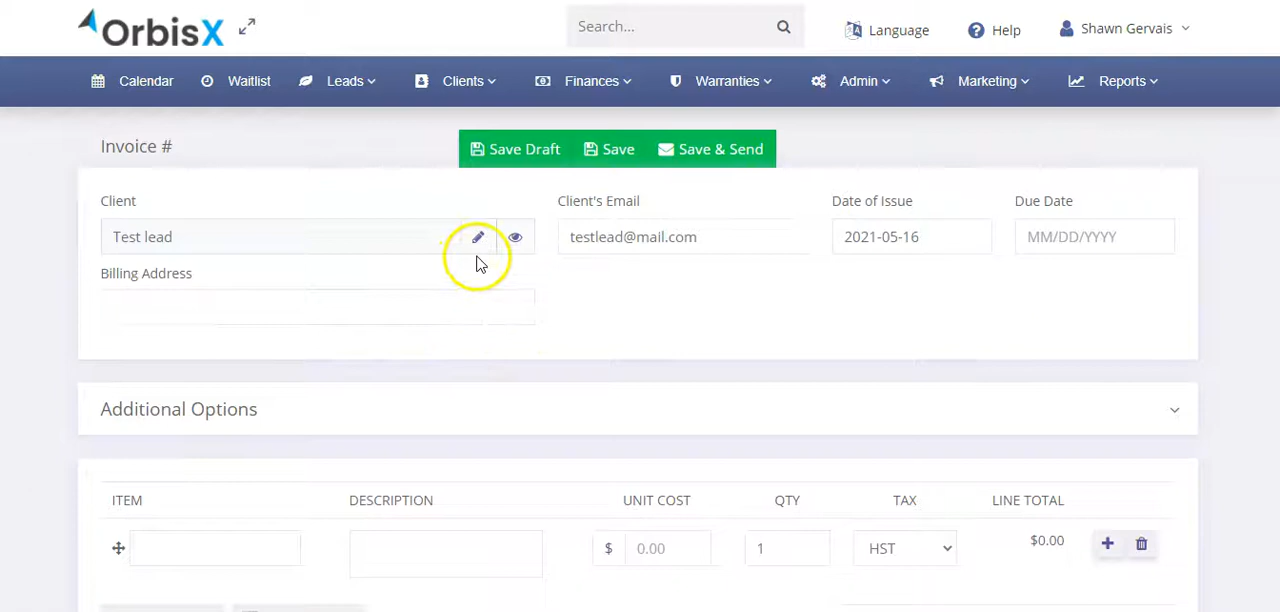 OrbisX
Search...
Language
Help
Shawn Gervais
Calendar
Waitlist
Leads
Clients
Finances
Warranties
Admin
Marketing
Reports
Invoice #
Save Draft
Save
Save & Send
Client
Client's Email
Date of Issue
Due Date
Test lead
testlead@mail.com
2021-05-16
MM/DD/YYYY
Billing Address
Additional Options
ITEM
DESCRIPTION
UNIT COST
QTY
TAX
LINE TOTAL
$
0.00
1
HST
$0.00